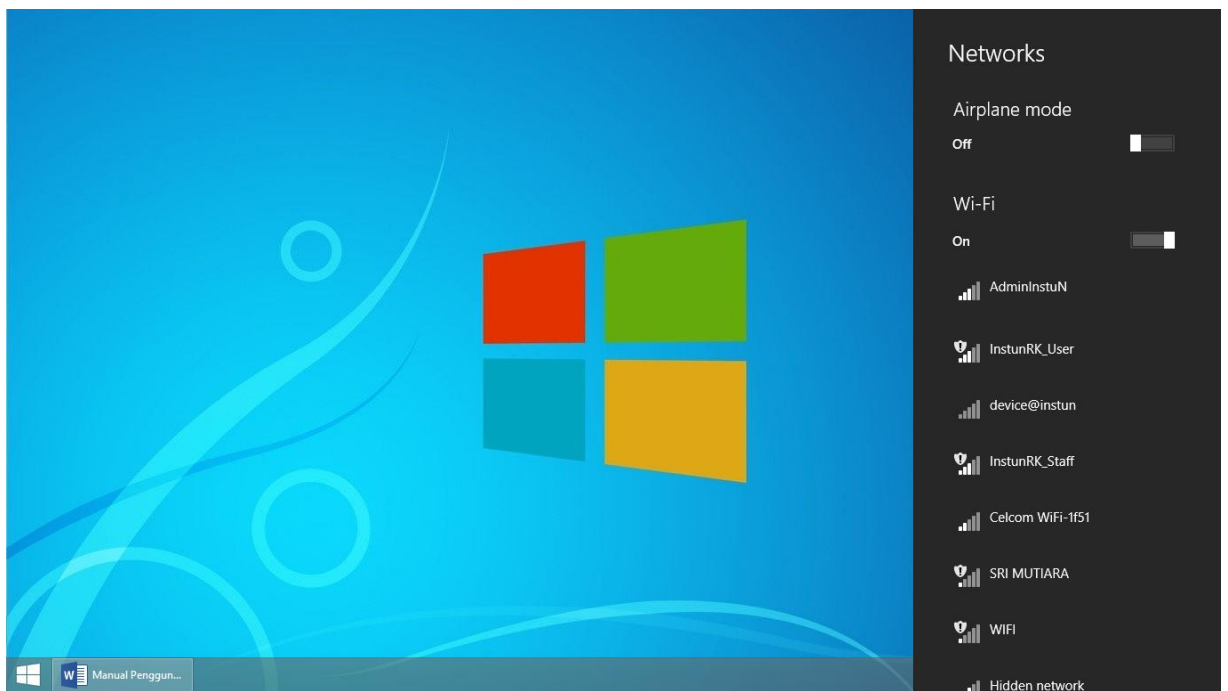 Networks
Airplane mode
Off
Wi-Fi
On
AdminInstuN
InstunRK_User
device@instun
InstunRK_Staff
Celcom WiFi-1f51
SRI MUTIARA
WIFI
Hidden network
W Manual Penggun...